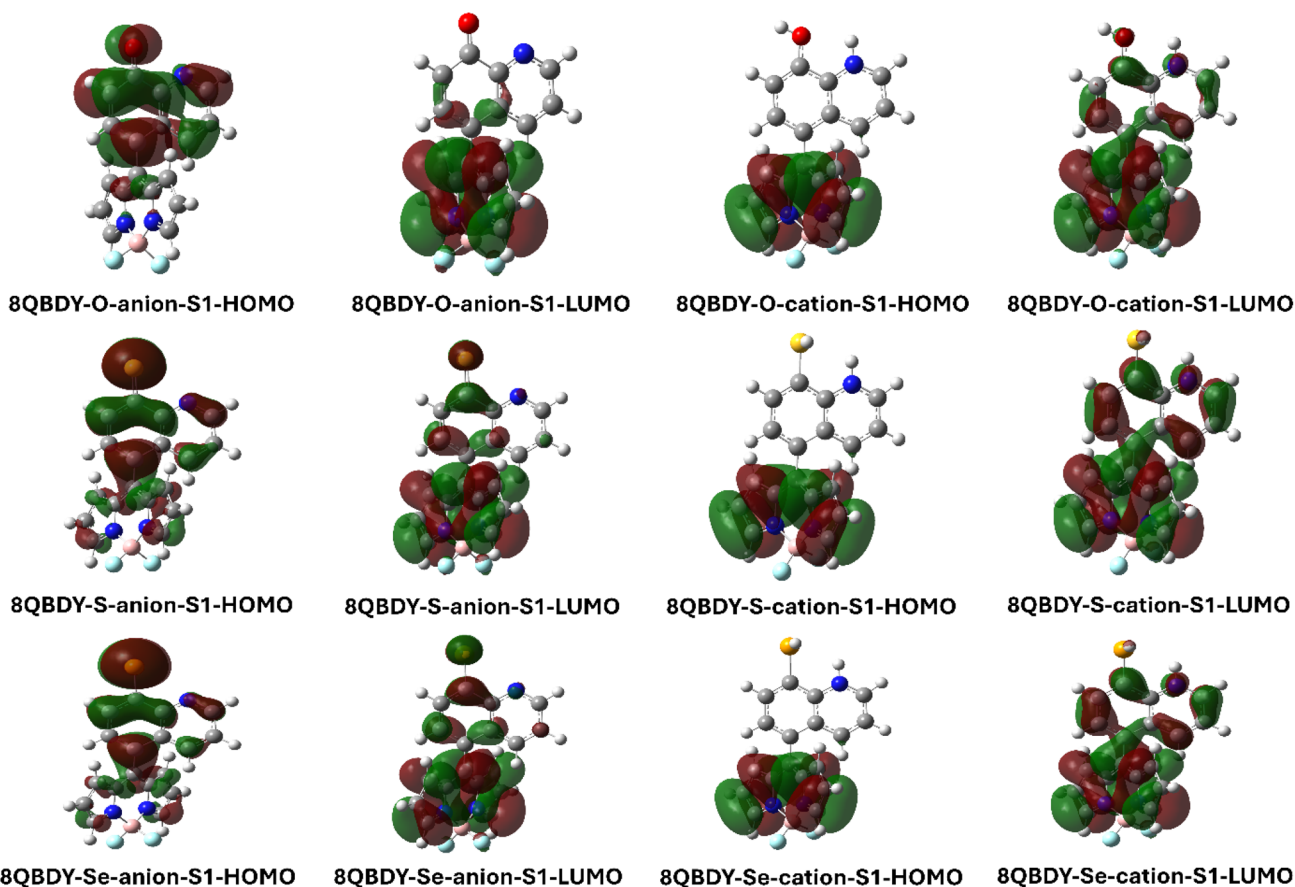 8QBDY-O-anion-S1-HOMO
8QBDY-O-anion-S1-LUMO
8QBDY-O-cation-S1-HOMO
8QBDY-O-cation-S1-LUMO
8QBDY-S-anion-S1-HOMO
8QBDY-S-anion-S1-LUMO
8QBDY-S-cation-S1-HOMO
8QBDY-S-cation-S1-LUMO
8QBDY-Se-anion-S1-HOMO
8QBDY-Se-anion-S1-LUMO
8QBDY-Se-cation-S1-HOMO
8QBDY-Se-cation-S1-LUMO